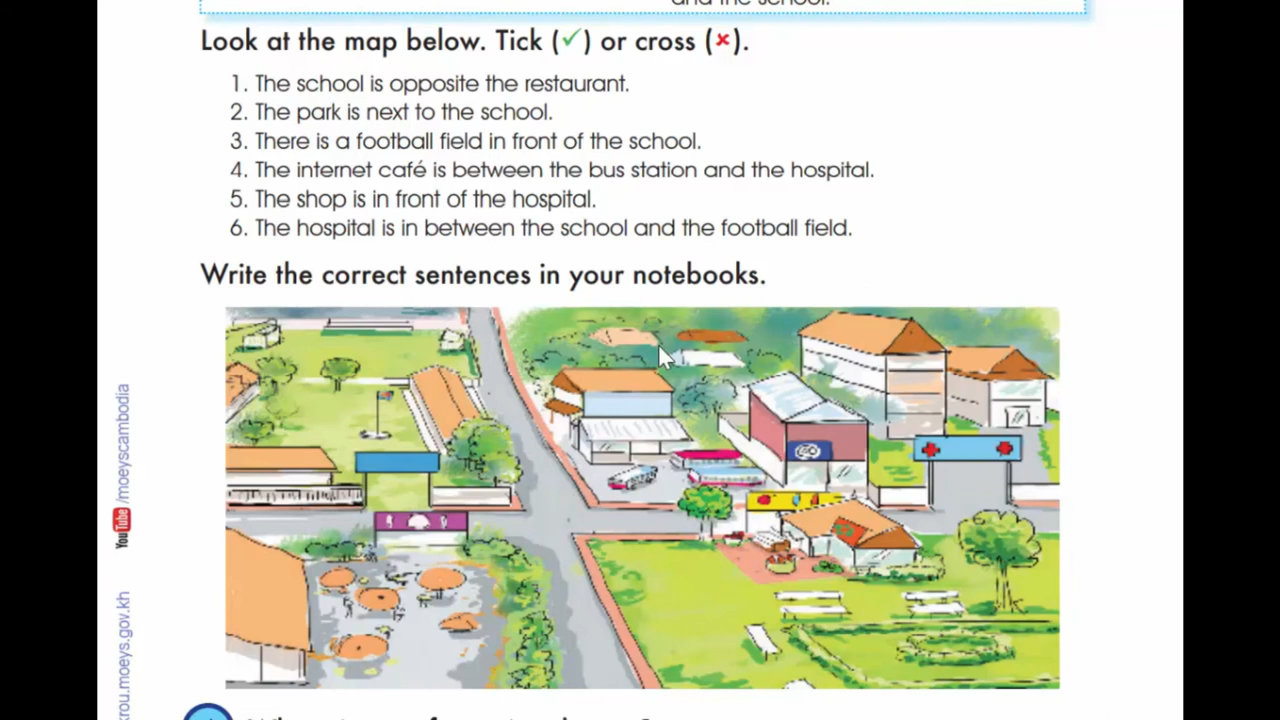 and the school.
Look at the map below. Tick (✓) or cross (✗).
1. The school is opposite the restaurant.
2. The park is next to the school.
3. There is a football field in front of the school.
4. The internet café is between the bus station and the hospital.
5. The shop is in front of the hospital.
6. The hospital is in between the school and the football field.
Write the correct sentences in your notebooks.
YouTube /moeyscambodia
krou.moeys.gov.kh